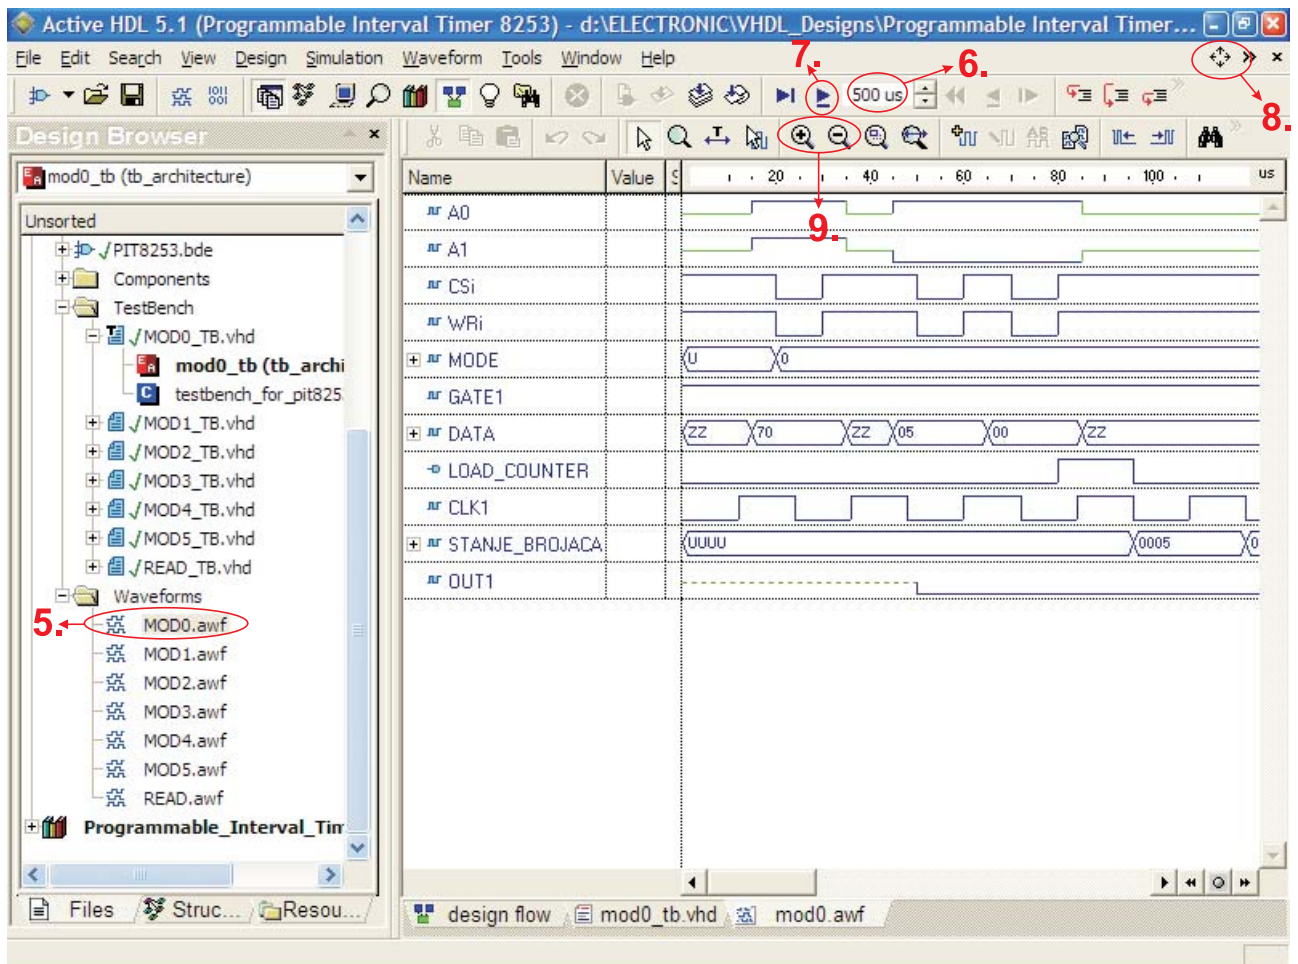 Active HDL 5.1 (Programmable Interval Timer 8253) - d:\ELECTRONIC\VHDL_Designs\Programmable Interval Timer...
File Edit Search View Design Simulation Waveform Tools Window Help
7.
6.
500 us
8.
Design Browser
mod0_tb (tb_architecture)
Unsorted
PIT8253.bde
Components
TestBench
MOD0_TB.vhd
mod0_tb (tb_archi
testbench_for_pit825
MOD1_TB.vhd
MOD2_TB.vhd
MOD3_TB.vhd
MOD4_TB.vhd
MOD5_TB.vhd
READ_TB.vhd
Waveforms
5.
MOD0.awf
MOD1.awf
MOD2.awf
MOD3.awf
MOD4.awf
MOD5.awf
READ.awf
Programmable_Interval_Tim
Files Struc... Resou...
Name Value S 20 40 60 80 100 us
9.
A0
A1
CSi
WRi
MODE U 0
GATE1
DATA ZZ 70 ZZ 05 00 ZZ
LOAD_COUNTER
CLK1
STANJE_BROJACA UUUU 0005 0
OUT1
design flow mod0_tb.vhd mod0.awf